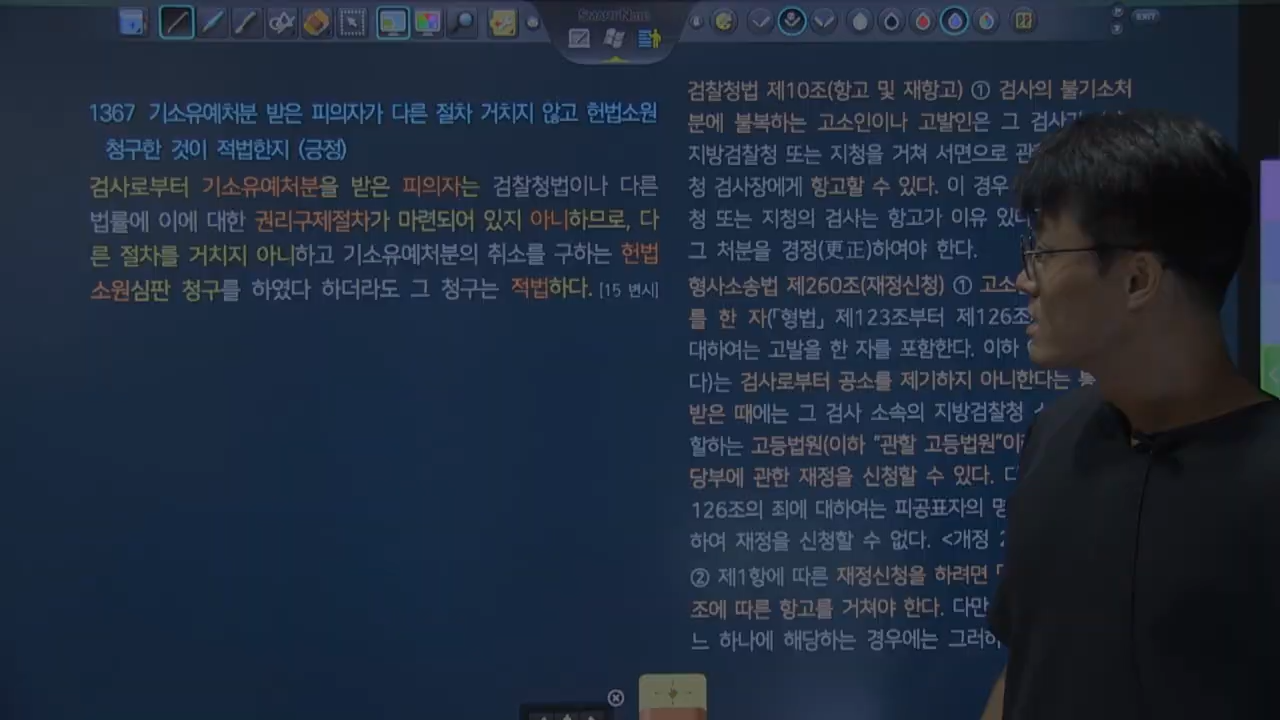 SMARTNOTE
EXIT
1367 기소유예처분 받은 피의자가 다른 절차 거치지 않고 헌법소원
청구한 것이 적법한지 (긍정)
검사로부터 기소유예처분을 받은 피의자는 검찰청법이나 다른
법률에 이에 대한 권리구제절차가 마련되어 있지 아니하므로, 다
른 절차를 거치지 아니하고 기소유예처분의 취소를 구하는 헌법
소원심판 청구를 하였다 하더라도 그 청구는 적법하다. [15 변시]
검찰청법 제10조(항고 및 재항고) ① 검사의 불기소처
분에 불복하는 고소인이나 고발인은 그 검사가
지방검찰청 또는 지청을 거쳐 서면으로
청 검사장에게 항고할 수 있다. 이 경우
청 또는 지청의 검사는 항고가 이유
그 처분을 경정(更正)하여야 한다.
형사소송법 제260조(재정신청) ①
를 한 자(「형법」 제123조부터 제126조
대하여는 고발을 한 자를 포함한다. 이하
다)는 검사로부터 공소를 제기하지 아니한다는
받은 때에는 그 검사 소속의 지방검찰청
할하는 고등법원(이하 "관할 고등법원"
당부에 관한 재정을 신청할 수 있다.
126조의 죄에 대하여는 피공표자의
하여 재정을 신청할 수 없다. <개정
② 제1항에 따른 재정신청을 하려면
조에 따른 항고를 거쳐야 한다. 다만
느 하나에 해당하는 경우에는